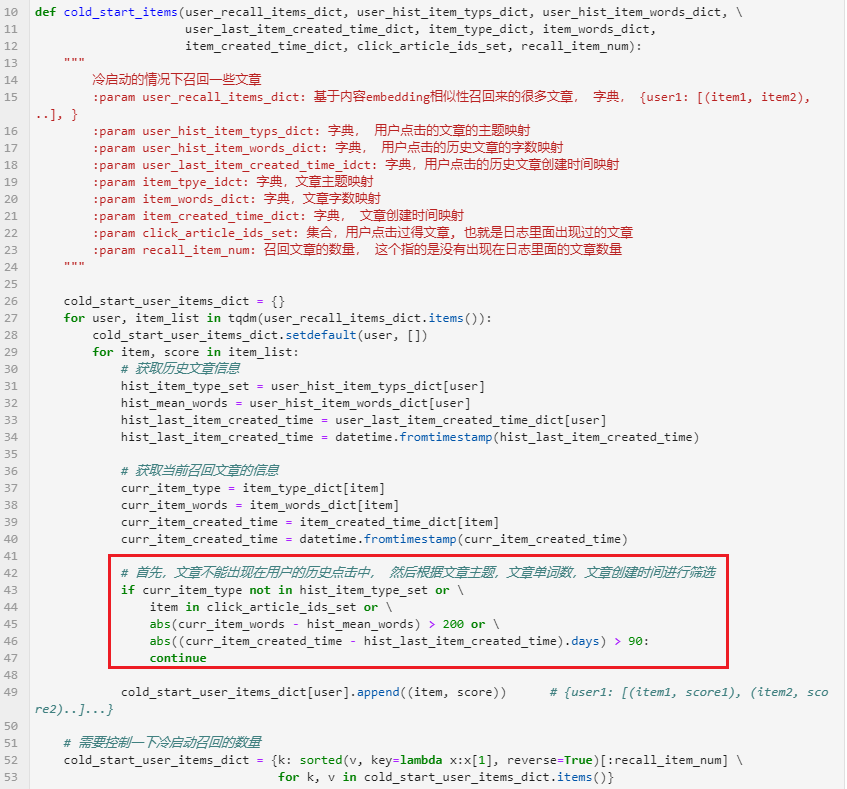 10 def cold_start_items(user_recall_items_dict, user_hist_item_typs_dict, user_hist_item_words_dict, \
11                      user_last_item_created_time_dict, item_type_dict, item_words_dict,
12                      item_created_time_dict, click_article_ids_set, recall_item_num):
13     """
14         冷启动的情况下召回一些文章
15         :param user_recall_items_dict: 基于内容embedding相似性召回来的很多文章， 字典， {user1: [(item1, item2),
..], }
16         :param user_hist_item_typs_dict: 字典， 用户点击的文章的主题映射
17         :param user_hist_item_words_dict: 字典， 用户点击的历史文章的字数映射
18         :param user_last_item_created_time_idct: 字典，用户点击的历史文章创建时间映射
19         :param item_tpye_idct: 字典，文章主题映射
20         :param item_words_dict: 字典，文章字数映射
21         :param item_created_time_dict: 字典， 文章创建时间映射
22         :param click_article_ids_set: 集合，用户点击过得文章, 也就是日志里面出现过的文章
23         :param recall_item_num: 召回文章的数量， 这个指的是没有出现在日志里面的文章数量
24     """
25
26     cold_start_user_items_dict = {}
27     for user, item_list in tqdm(user_recall_items_dict.items()):
28         cold_start_user_items_dict.setdefault(user, [])
29         for item, score in item_list:
30             # 获取历史文章信息
31             hist_item_type_set = user_hist_item_typs_dict[user]
32             hist_mean_words = user_hist_item_words_dict[user]
33             hist_last_item_created_time = user_last_item_created_time_dict[user]
34             hist_last_item_created_time = datetime.fromtimestamp(hist_last_item_created_time)
35
36             # 获取当前召回文章的信息
37             curr_item_type = item_type_dict[item]
38             curr_item_words = item_words_dict[item]
39             curr_item_created_time = item_created_time_dict[item]
40             curr_item_created_time = datetime.fromtimestamp(curr_item_created_time)
41
42             # 首先，文章不能出现在用户的历史点击中， 然后根据文章主题，文章单词数，文章创建时间进行筛选
43             if curr_item_type not in hist_item_type_set or \
44                 item in click_article_ids_set or \
45                 abs(curr_item_words - hist_mean_words) > 200 or \
46                 abs((curr_item_created_time - hist_last_item_created_time).days) > 90:
47                 continue
48
49             cold_start_user_items_dict[user].append((item, score))      # {user1: [(item1, score1), (item2, sco
re2)..]...}
50
51     # 需要控制一下冷启动召回的数量
52     cold_start_user_items_dict = {k: sorted(v, key=lambda x:x[1], reverse=True)[:recall_item_num] \
53                                   for k, v in cold_start_user_items_dict.items()}